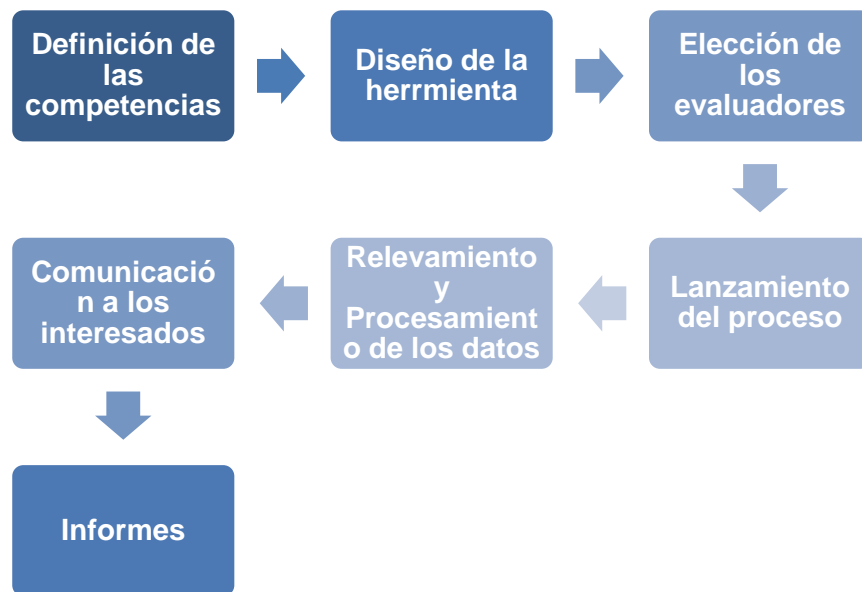 Definición de
las
competencias
Diseño de la
herrmienta
Elección de
los
evaluadores
Lanzamiento
del proceso
Relevamiento
y
Procesamient
o de los datos
Comunicació
n a los
interesados
Informes